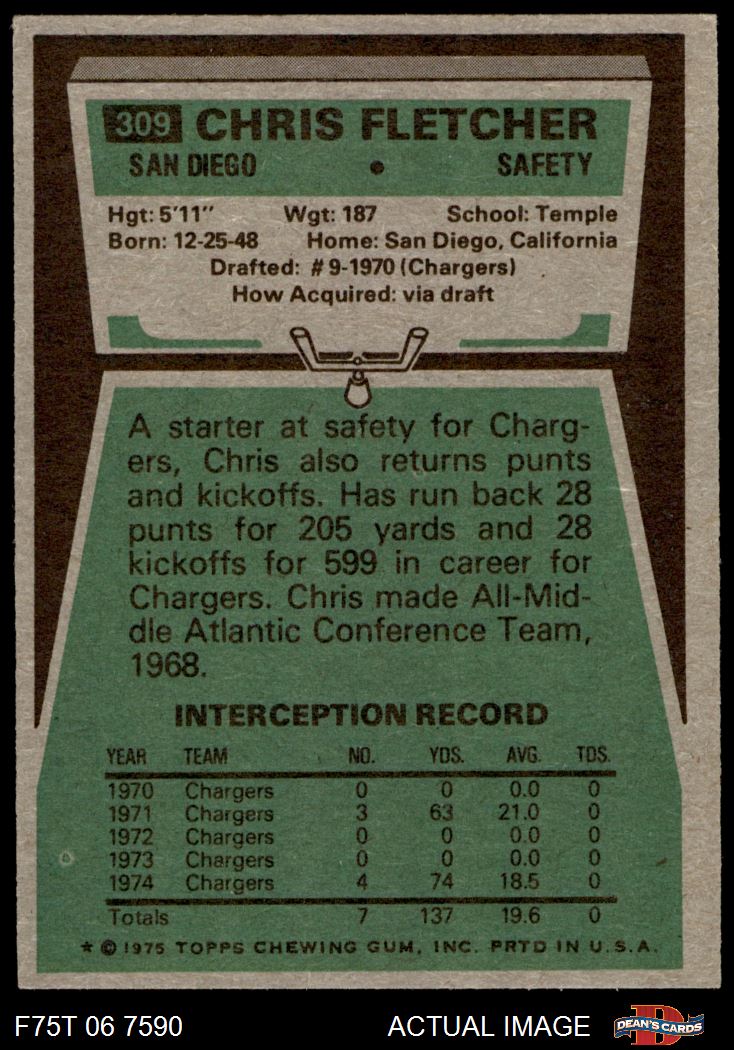 309 CHRIS FLETCHER
SAN DIEGO • SAFETY
Hgt: 5'11" Wgt: 187 School: Temple
Born: 12-25-48 Home: San Diego, California
Drafted: #9-1970 (Chargers)
How Acquired: via draft
A starter at safety for Charg-
ers, Chris also returns punts
and kickoffs. Has run back 28
punts for 205 yards and 28
kickoffs for 599 in career for
Chargers. Chris made All-Mid-
dle Atlantic Conference Team,
1968.
INTERCEPTION RECORD
YEAR TEAM NO. YDS. AVG. TDS.
1970 Chargers 0 0 0.0 0
1971 Chargers 3 63 21.0 0
1972 Chargers 0 0 0.0 0
1973 Chargers 0 0 0.0 0
1974 Chargers 4 74 18.5 0
Totals 7 137 19.6 0
* © 1975 TOPPS CHEWING GUM, INC. PRTD IN U.S.A.
F75T 06 7590 ACTUAL IMAGE D DEAN'S CARDS